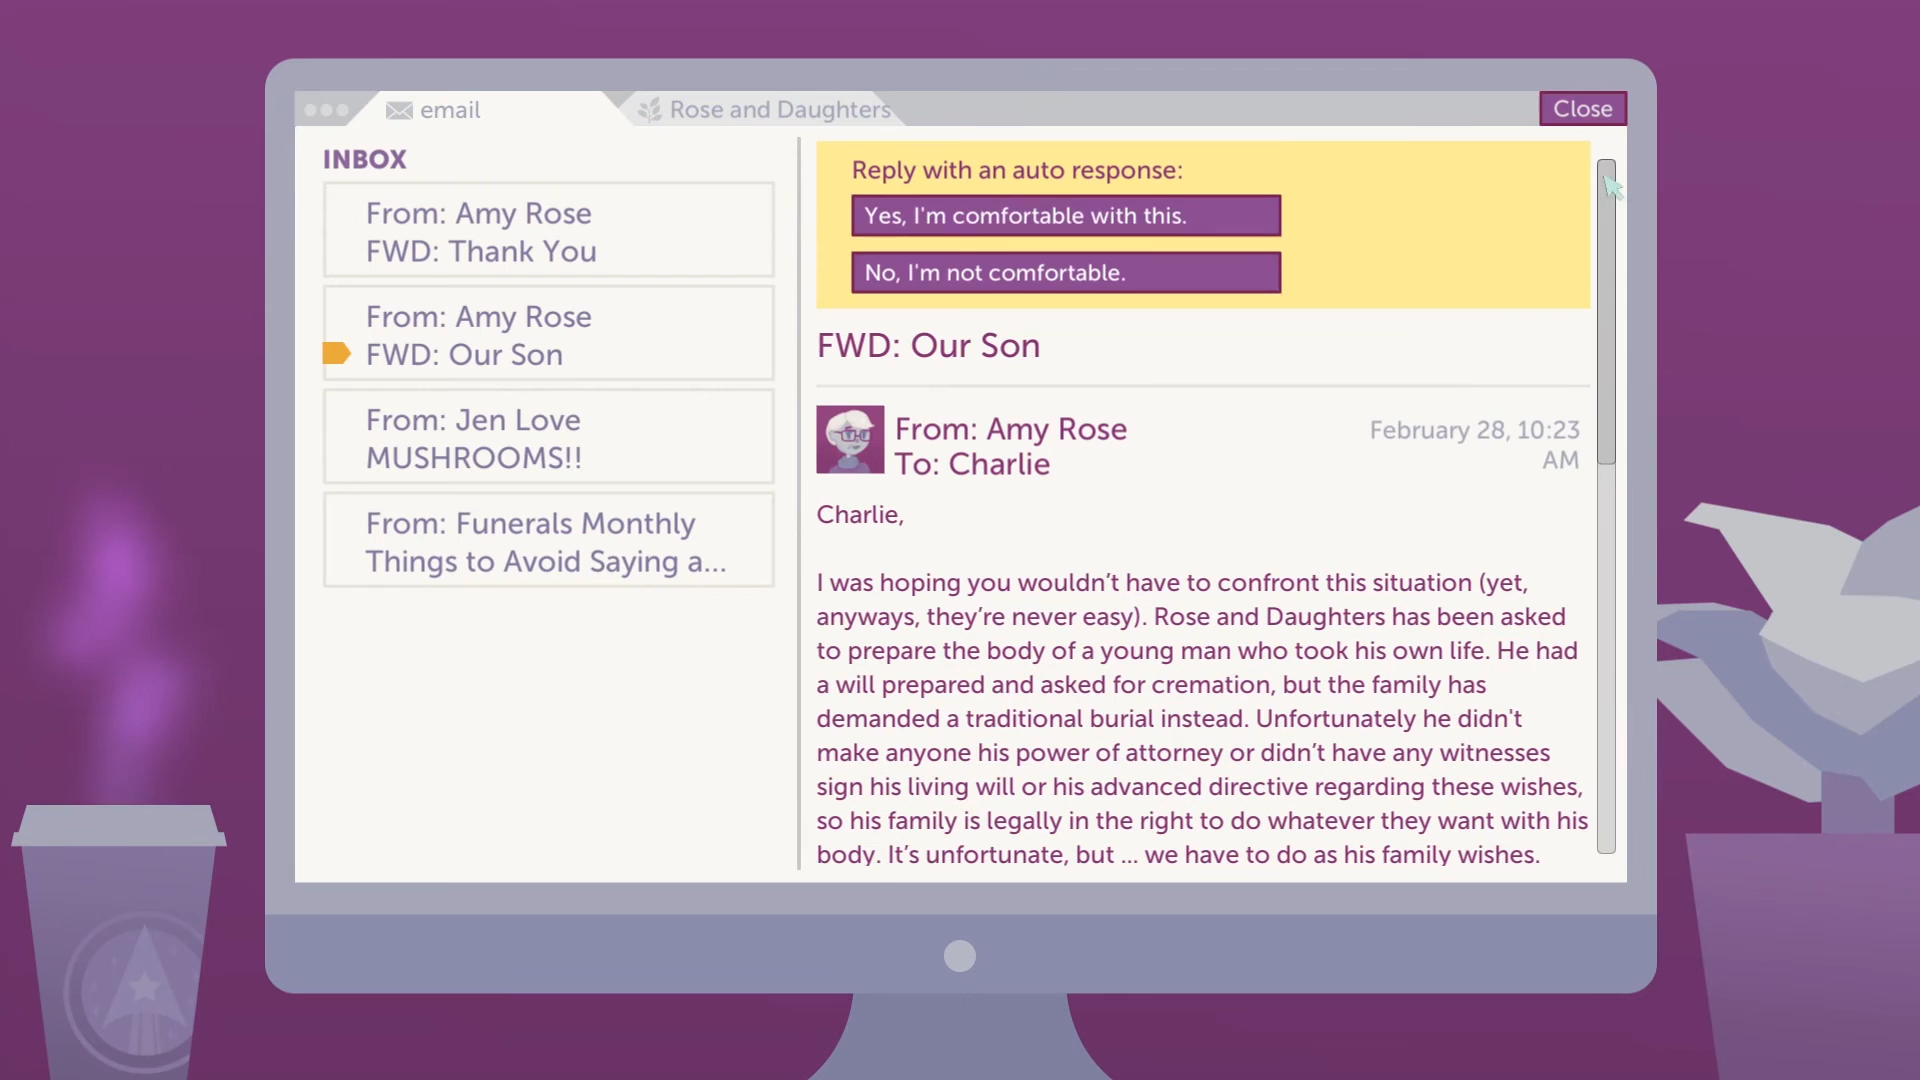 email
Rose and Daughters
Close
INBOX
From: Amy Rose
FWD: Thank You
From: Amy Rose
FWD: Our Son
From: Jen Love
MUSHROOMS!!
From: Funerals Monthly
Things to Avoid Saying a...
Reply with an auto response:
Yes, I'm comfortable with this.
No, I'm not comfortable.
FWD: Our Son
From: Amy Rose
To: Charlie
February 28, 10:23
AM
Charlie,
I was hoping you wouldn’t have to confront this situation (yet,
anyways, they’re never easy). Rose and Daughters has been asked
to prepare the body of a young man who took his own life. He had
a will prepared and asked for cremation, but the family has
demanded a traditional burial instead. Unfortunately he didn't
make anyone his power of attorney or didn’t have any witnesses
sign his living will or his advanced directive regarding these wishes,
so his family is legally in the right to do whatever they want with his
body. It’s unfortunate, but ... we have to do as his family wishes.